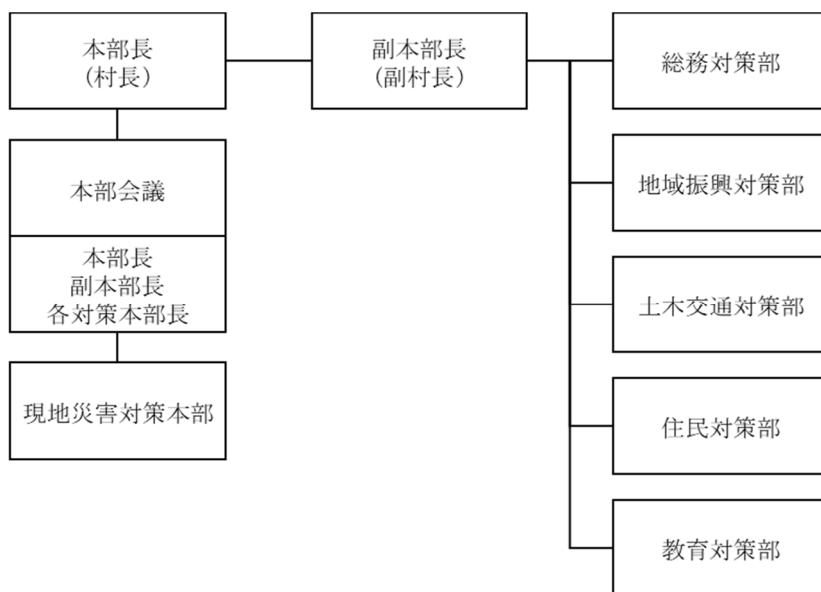 本部長
(村長)
副本部長
(副村長)
総務対策部
本部会議
地域振興対策部
本部長
副本部長
各対策本部長
土木交通対策部
現地災害対策本部
住民対策部
教育対策部